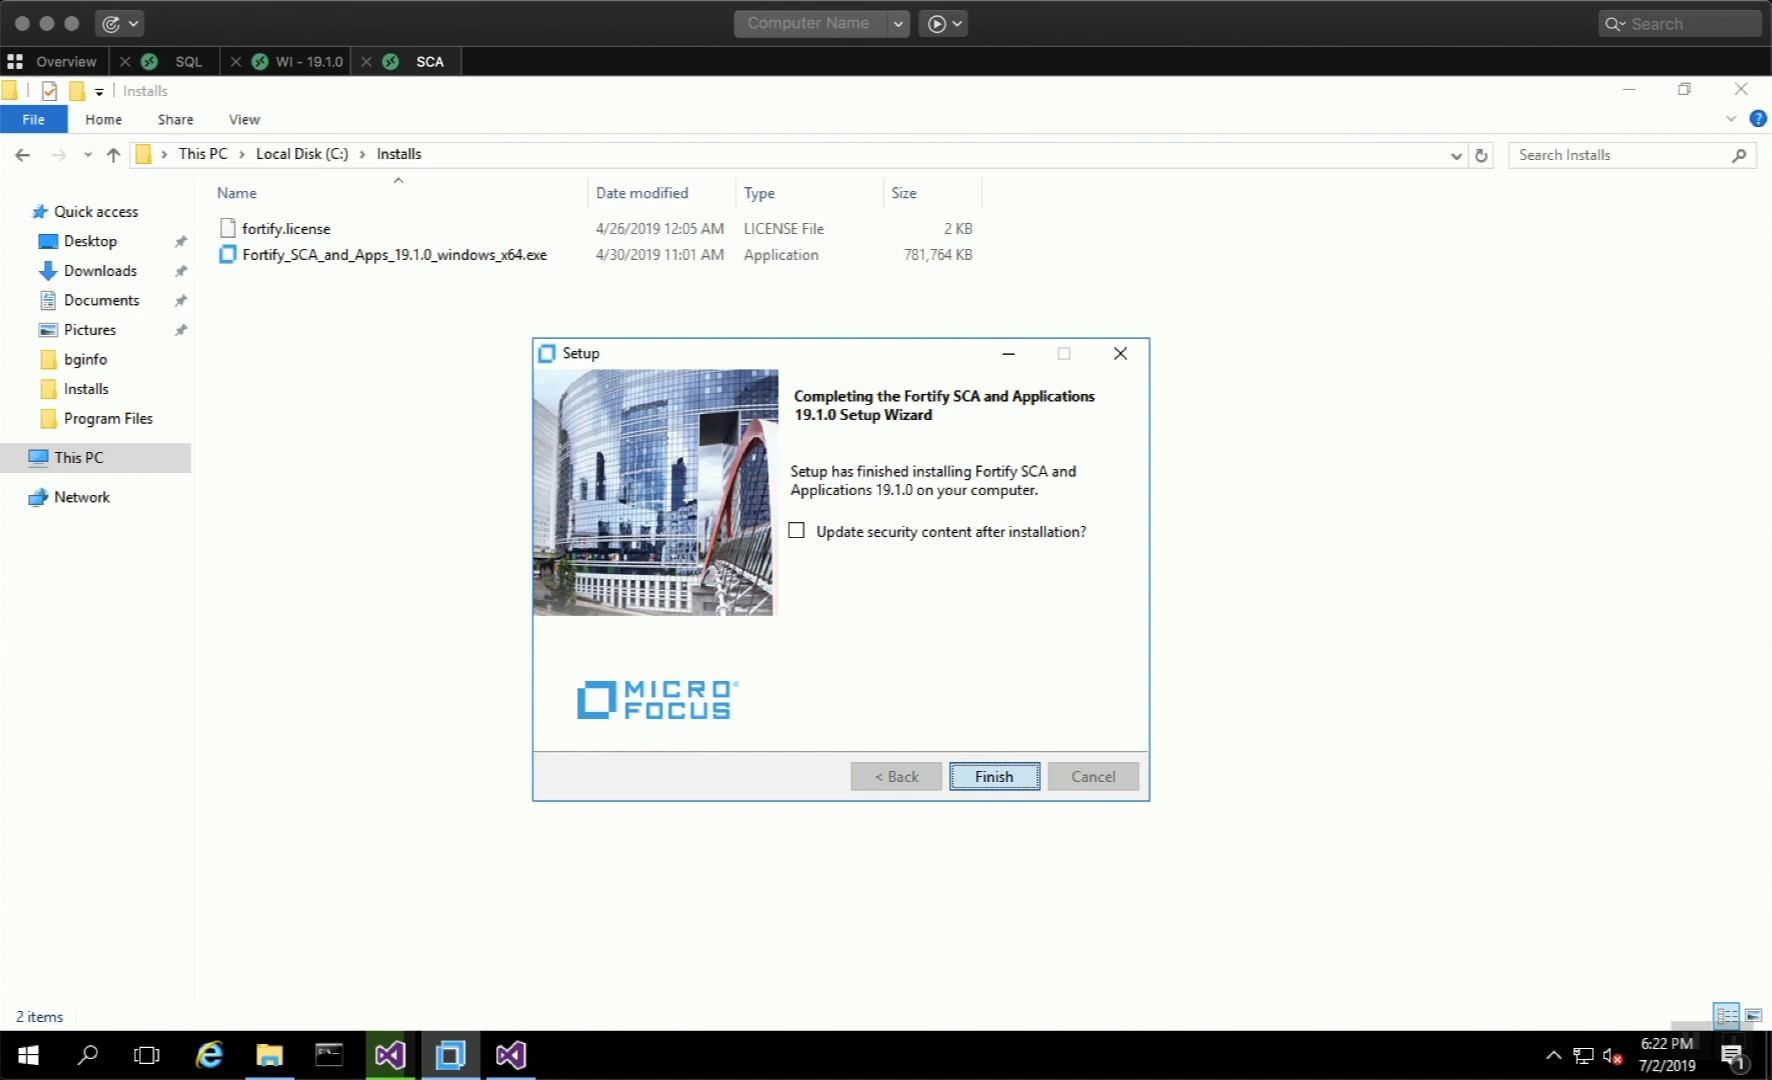 Computer Name
Search
Overview
SQL
WI - 19.1.0
SCA
Installs
File
Home
Share
View
This PC
Local Disk (C:)
Installs
Search Installs
Name
Date modified
Type
Size
Quick access
Desktop
Downloads
Documents
Pictures
bginfo
Installs
Program Files
This PC
Network
fortify.license
4/26/2019 12:05 AM
LICENSE File
2 KB
Fortify_SCA_and_Apps_19.1.0_windows_x64.exe
4/30/2019 11:01 AM
Application
781,764 KB
Setup
Completing the Fortify SCA and Applications
19.1.0 Setup Wizard
Setup has finished installing Fortify SCA and
Applications 19.1.0 on your computer.
Update security content after installation?
MICRO
FOCUS
< Back
Finish
Cancel
2 items
6:22 PM
7/2/2019
1